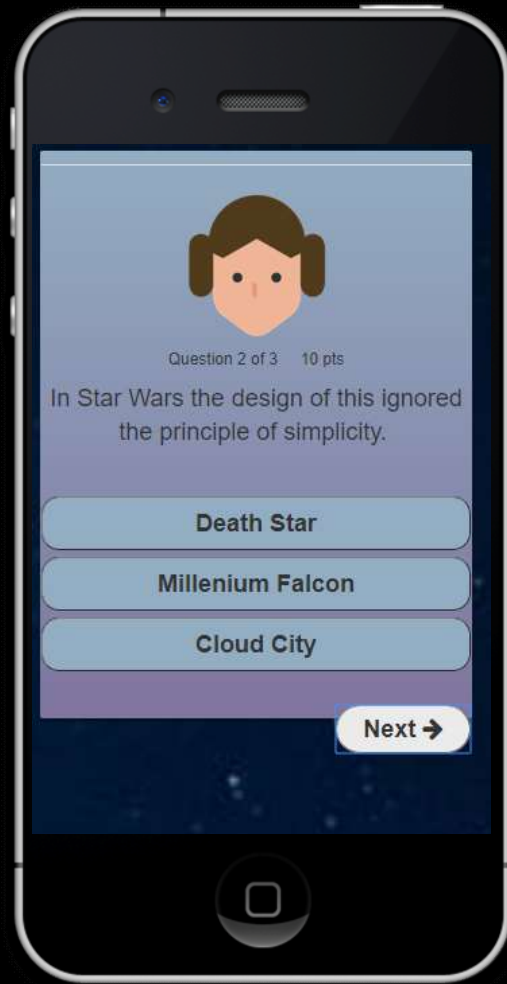 Question 2 of 3 10 pts
In Star Wars the design of this ignored
the principle of simplicity.
Death Star
Millenium Falcon
Cloud City
Next →